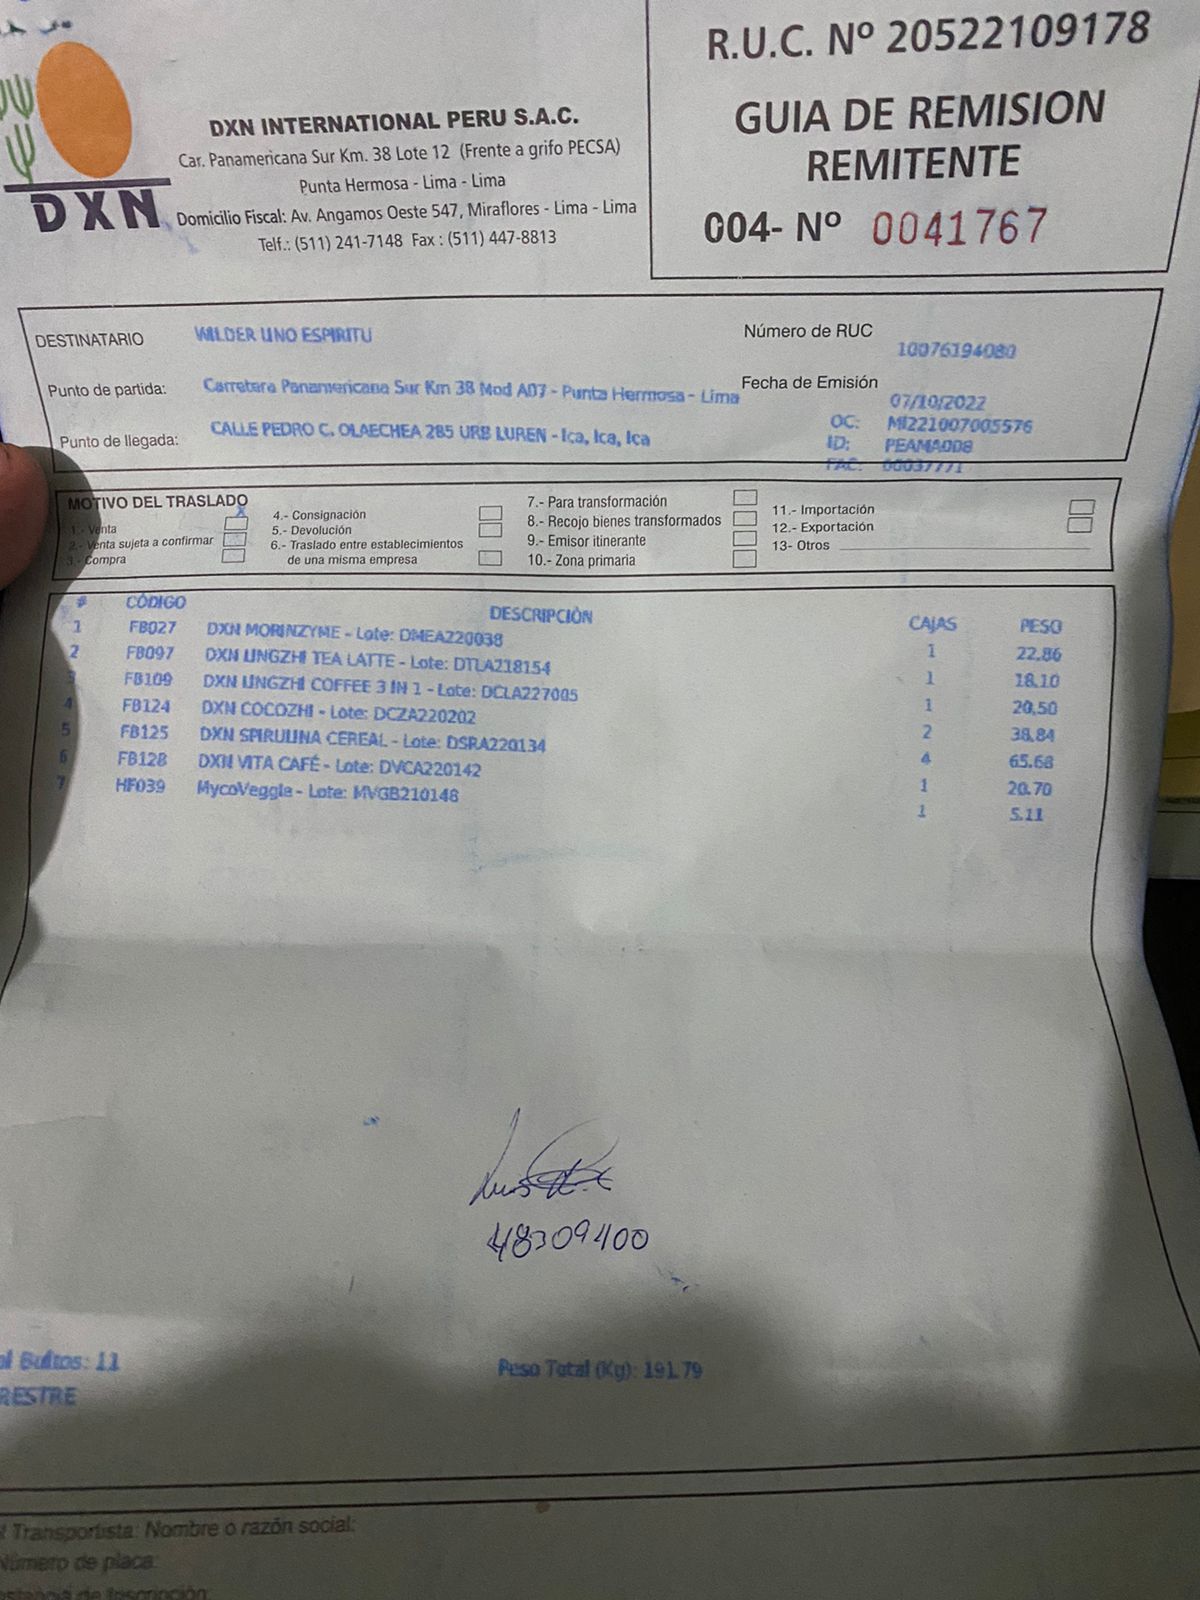 R.U.C. Nº 20522109178
GUIA DE REMISION
REMITENTE
004- Nº 0041767
DXN
DXN INTERNATIONAL PERU S.A.C.
Car. Panamericana Sur Km. 38 Lote 12 (Frente a grifo PECSA)
Punta Hermosa - Lima - Lima
Domicilio Fiscal: Av. Angamos Oeste 547, Miraflores - Lima - Lima
Telf.: (511) 241-7148 Fax : (511) 447-8813
DESTINATARIO WILDER LINO ESPIRITU
Número de RUC 10076194080
Punto de partida: Carretera Panamericana Sur Km 38 Mod A07 - Punta Hermosa - Lima
Fecha de Emisión 07/10/2022
Punto de llegada: CALLE PEDRO C. OLAECHEA 285 URB LUREN - Ica, Ica, Ica
OC: MI221007005576
ID: PEAMA008
FAC: 00037771
MOTIVO DEL TRASLADO
1.- Venta X
2.- Venta sujeta a confirmar
3.- Compra
4.- Consignación
5.- Devolución
6.- Traslado entre establecimientos
de una misma empresa
7.- Para transformación
8.- Recojo bienes transformados
9.- Emisor itinerante
10.- Zona primaria
11.- Importación
12.- Exportación
13- Otros
# CÓDIGO DESCRIPCIÓN CAJAS PESO
1 FB027 DXN MORINZYME - Lote: DMEA220038 1 22.86
2 FB097 DXN LINGZHI TEA LATTE - Lote: DTLA218154 1 18.10
3 FB109 DXN LINGZHI COFFEE 3 IN 1 - Lote: DCLA227005 1 20.50
4 FB124 DXN COCOZHI - Lote: DCZA220202 2 38.84
5 FB125 DXN SPIRULINA CEREAL - Lote: DSRA220134 4 65.68
6 FB128 DXN VITA CAFÉ - Lote: DVCA220142 1 20.70
7 HF039 MycoVeggie - Lote: MVGB210148 1 5.11
48309400
al Bultos: 11
Peso Total (Kg): 191.79
RESTRE
Transportista: Nombre o razón social:
Número de placa:
de Inscripción: